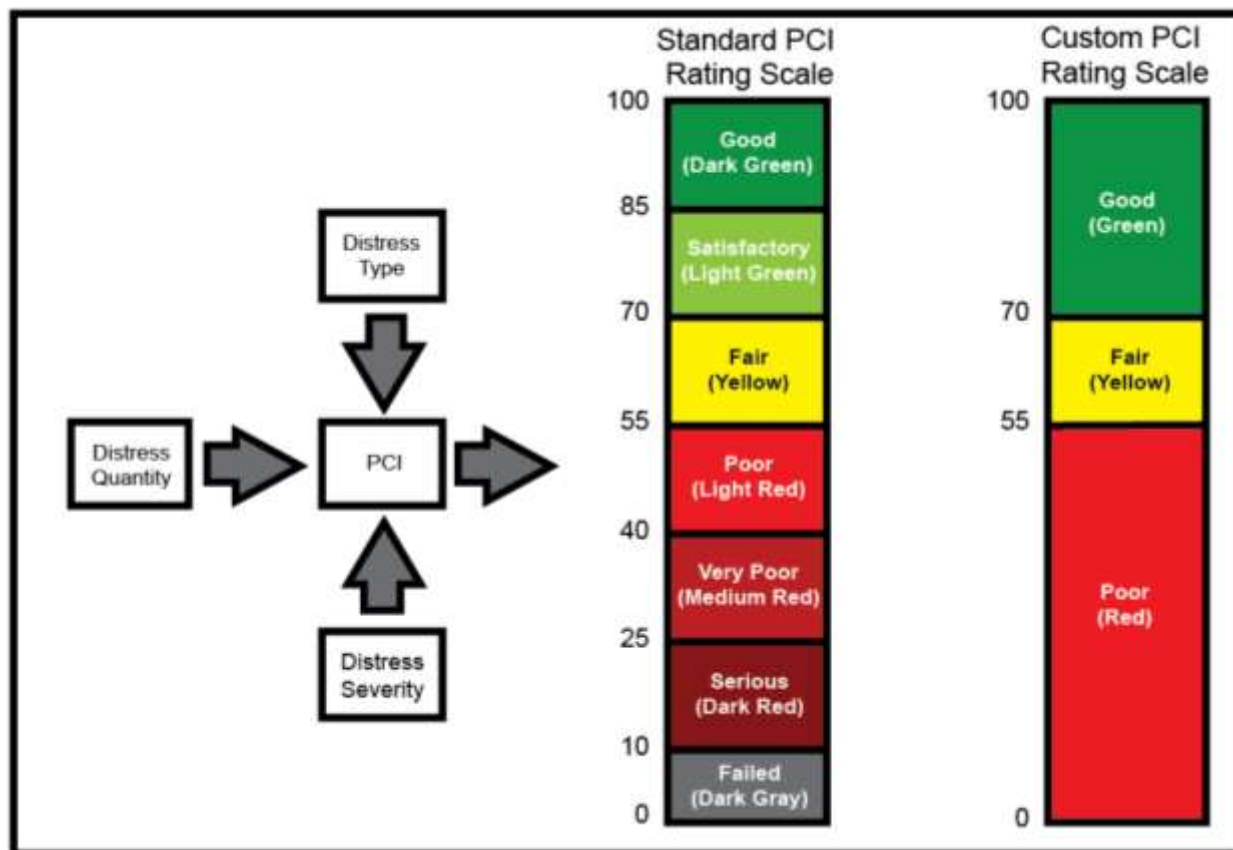 Standard PCI
Rating Scale
Custom PCI
Rating Scale
Distress
Type
Distress
Quantity
PCI
Distress
Severity
100
Good
(Dark Green)
85
Satisfactory
(Light Green)
70
Fair
(Yellow)
55
Poor
(Light Red)
40
Very Poor
(Medium Red)
25
Serious
(Dark Red)
10
Failed
(Dark Gray)
0
100
Good
(Green)
70
Fair
(Yellow)
55
Poor
(Red)
0